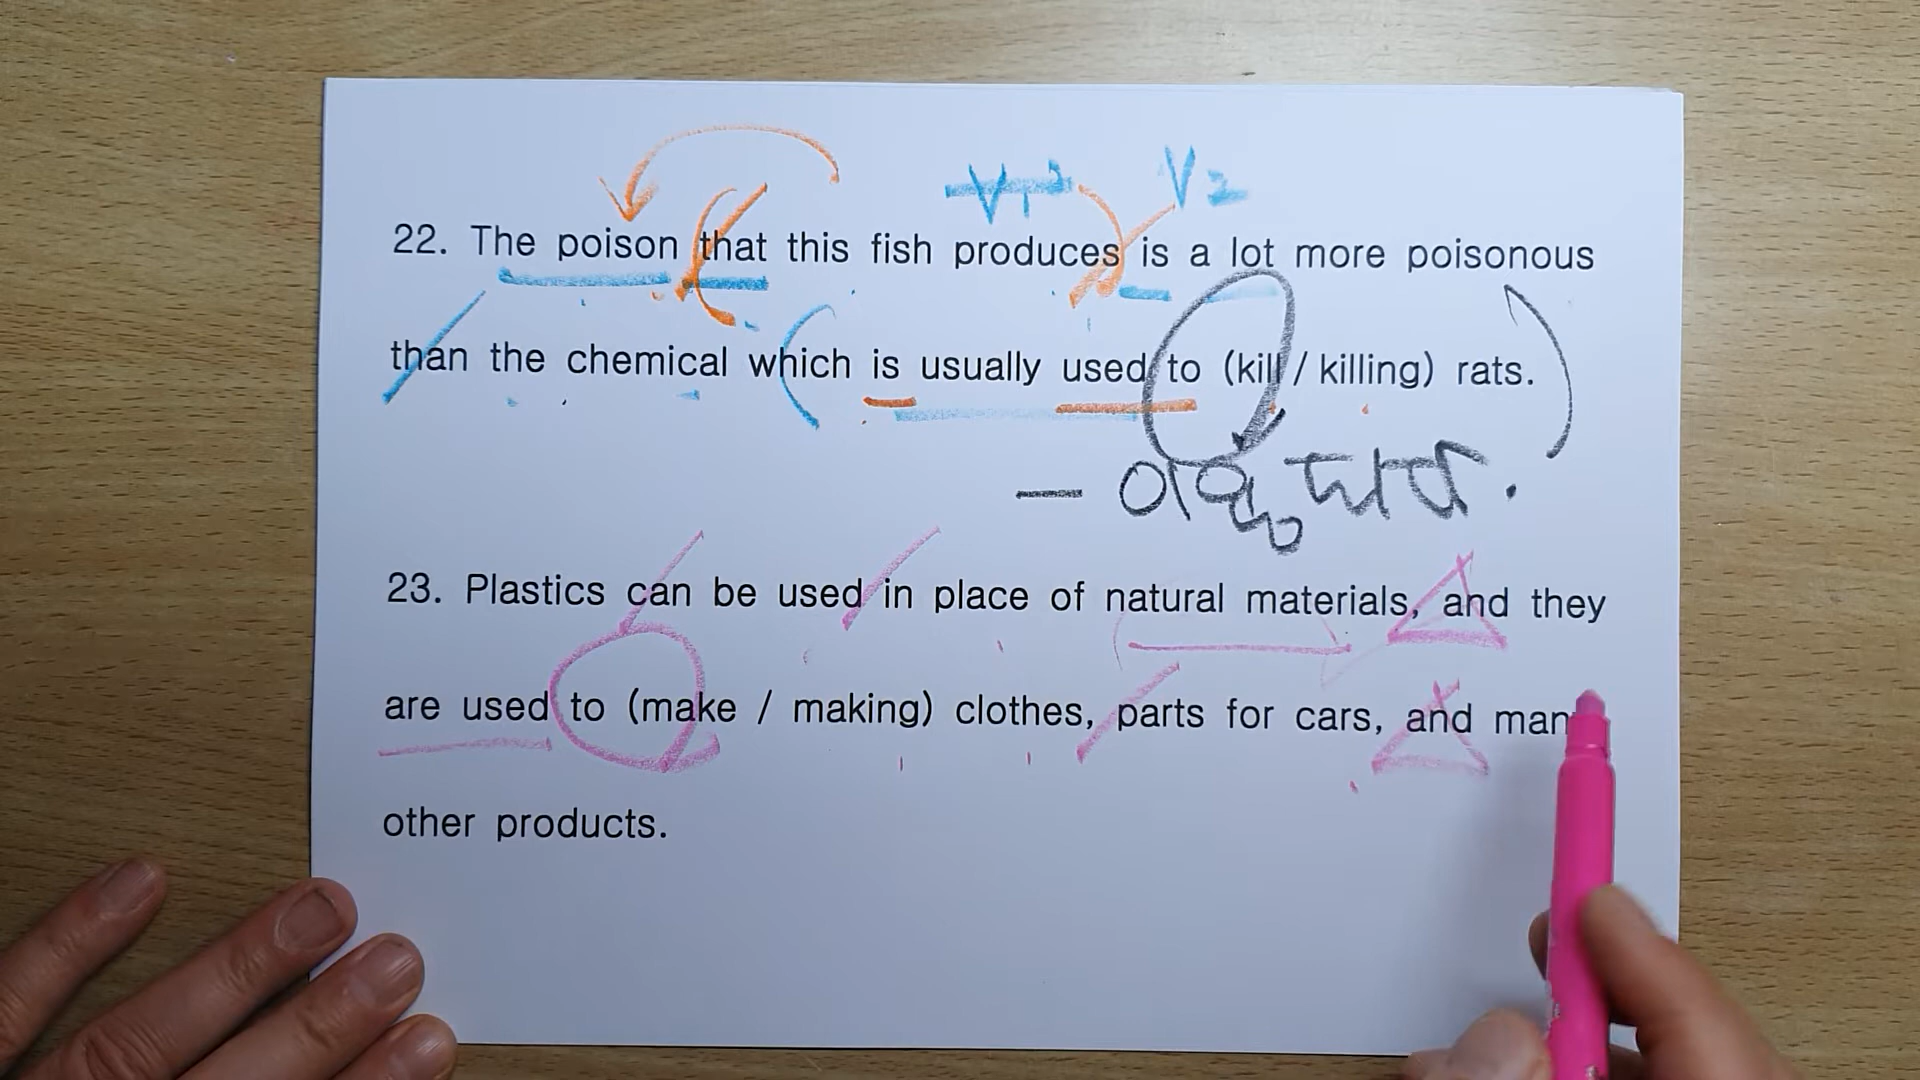 V1 V2
22. The poison that this fish produces is a lot more poisonous
than the chemical which is usually used to (kill / killing) rats.
23. Plastics can be used in place of natural materials, and they
are used to (make / making) clothes, parts for cars, and
other products.